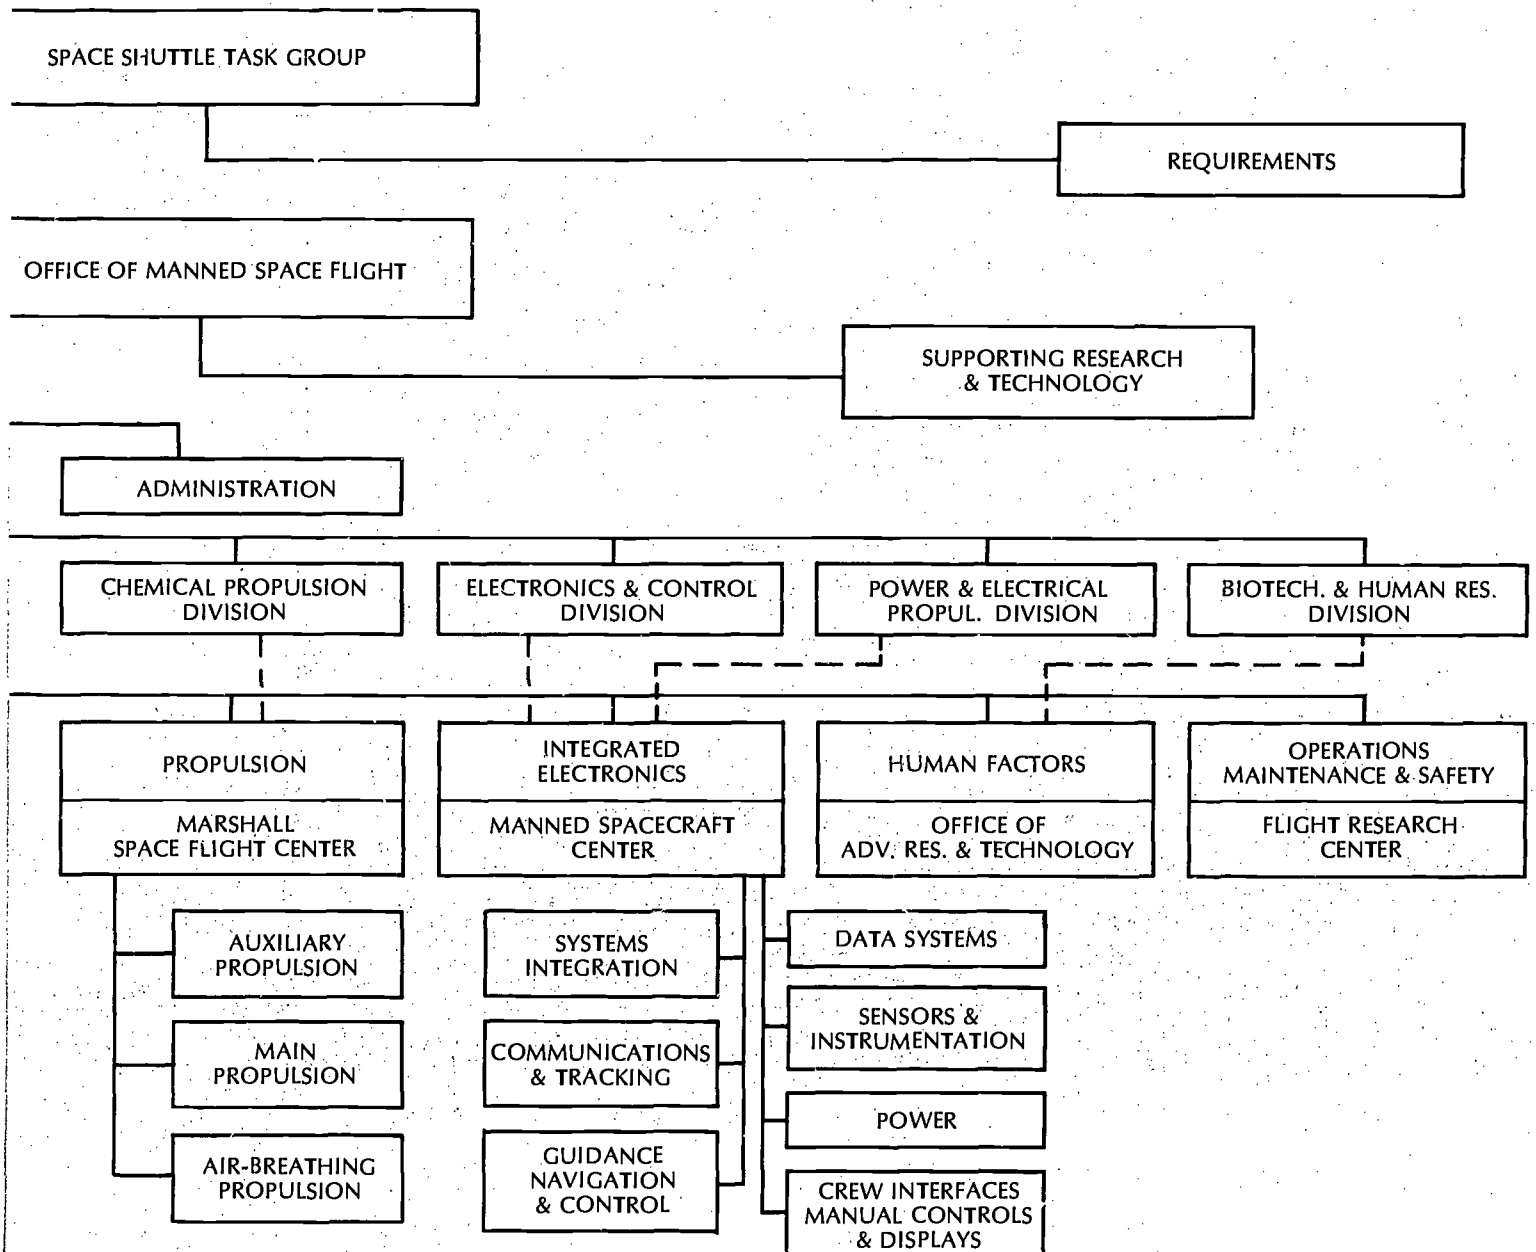 SPACE SHUTTLE TASK GROUP
REQUIREMENTS
OFFICE OF MANNED SPACE FLIGHT
SUPPORTING RESEARCH
& TECHNOLOGY
ADMINISTRATION
CHEMICAL PROPULSION
DIVISION
ELECTRONICS & CONTROL
DIVISION
POWER & ELECTRICAL
PROPUL. DIVISION
BIOTECH. & HUMAN RES.
DIVISION
PROPULSION
MARSHALL
SPACE FLIGHT CENTER
INTEGRATED
ELECTRONICS
MANNED SPACECRAFT
CENTER
HUMAN FACTORS
OFFICE OF
ADV. RES. & TECHNOLOGY
OPERATIONS
MAINTENANCE & SAFETY
FLIGHT RESEARCH
CENTER
AUXILIARY
PROPULSION
MAIN
PROPULSION
AIR-BREATHING
PROPULSION
SYSTEMS
INTEGRATION
COMMUNICATIONS
& TRACKING
GUIDANCE
NAVIGATION
& CONTROL
DATA SYSTEMS
SENSORS &
INSTRUMENTATION
POWER
CREW INTERFACES
MANUAL CONTROLS
& DISPLAYS